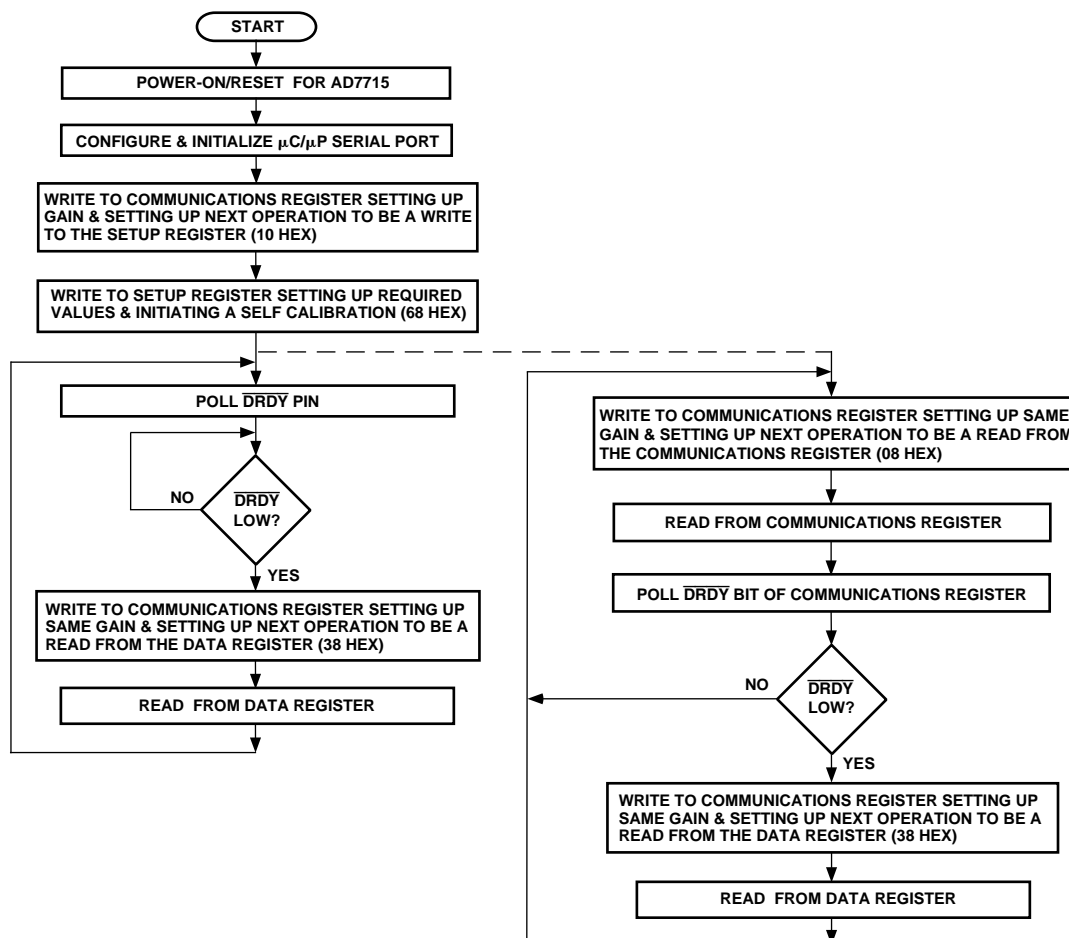 START
POWER-ON/RESET FOR AD7715
CONFIGURE & INITIALIZE μC/μP SERIAL PORT
WRITE TO COMMUNICATIONS REGISTER SETTING UP
GAIN & SETTING UP NEXT OPERATION TO BE A WRITE
TO THE SETUP REGISTER (10 HEX)
WRITE TO SETUP REGISTER SETTING UP REQUIRED
VALUES & INITIATING A SELF CALIBRATION (68 HEX)
POLL D̅R̅D̅Y̅ PIN
NO
D̅R̅D̅Y̅
LOW?
YES
WRITE TO COMMUNICATIONS REGISTER SETTING UP
SAME GAIN & SETTING UP NEXT OPERATION TO BE A
READ FROM THE DATA REGISTER (38 HEX)
READ FROM DATA REGISTER
WRITE TO COMMUNICATIONS REGISTER SETTING UP SAME
GAIN & SETTING UP NEXT OPERATION TO BE A READ FROM
THE COMMUNICATIONS REGISTER (08 HEX)
READ FROM COMMUNICATIONS REGISTER
POLL D̅R̅D̅Y̅ BIT OF COMMUNICATIONS REGISTER
NO
D̅R̅D̅Y̅
LOW?
YES
WRITE TO COMMUNICATIONS REGISTER SETTING UP
SAME GAIN & SETTING UP NEXT OPERATION TO BE A
READ FROM THE DATA REGISTER (38 HEX)
READ FROM DATA REGISTER